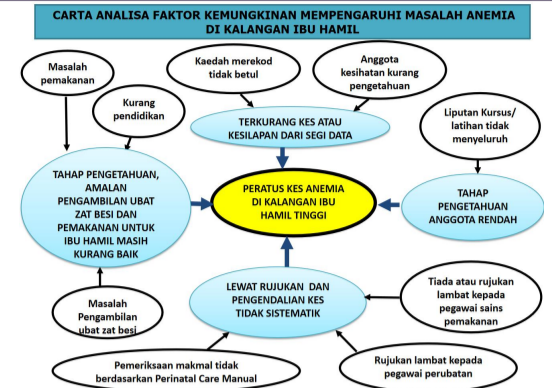 CARTA ANALISA FAKTOR KEMUNGKINAN MEMPENGARUHI MASALAH ANEMIA
DI KALANGAN IBU HAMIL
Masalah
pemakanan
Kurang
pendidikan
Kaedah merekod
tidak betul
Anggota
kesihatan kurang
pengetahuan
Liputan Kursus/
latihan tidak
menyeluruh
TERKURANG KES ATAU
KESILAPAN DARI SEGI DATA
TAHAP PENGETAHUAN,
AMALAN
PENGAMBILAN UBAT
ZAT BESI DAN
PEMAKANAN UNTUK
IBU HAMIL MASIH
KURANG BAIK
PERATUS KES ANEMIA
DI KALANGAN IBU
HAMIL TINGGI
TAHAP
PENGETAHUAN
ANGGOTA RENDAH
LEWAT RUJUKAN DAN
PENGENDALIAN KES
TIDAK SISTEMATIK
Masalah
Pengambilan
ubat zat besi
Tiada atau rujukan
lambat kepada
pegawai sains
pemakanan
Pemeriksaan makmal tidak
berdasarkan Perinatal Care Manual
Rujukan lambat kepada
pegawai perubatan